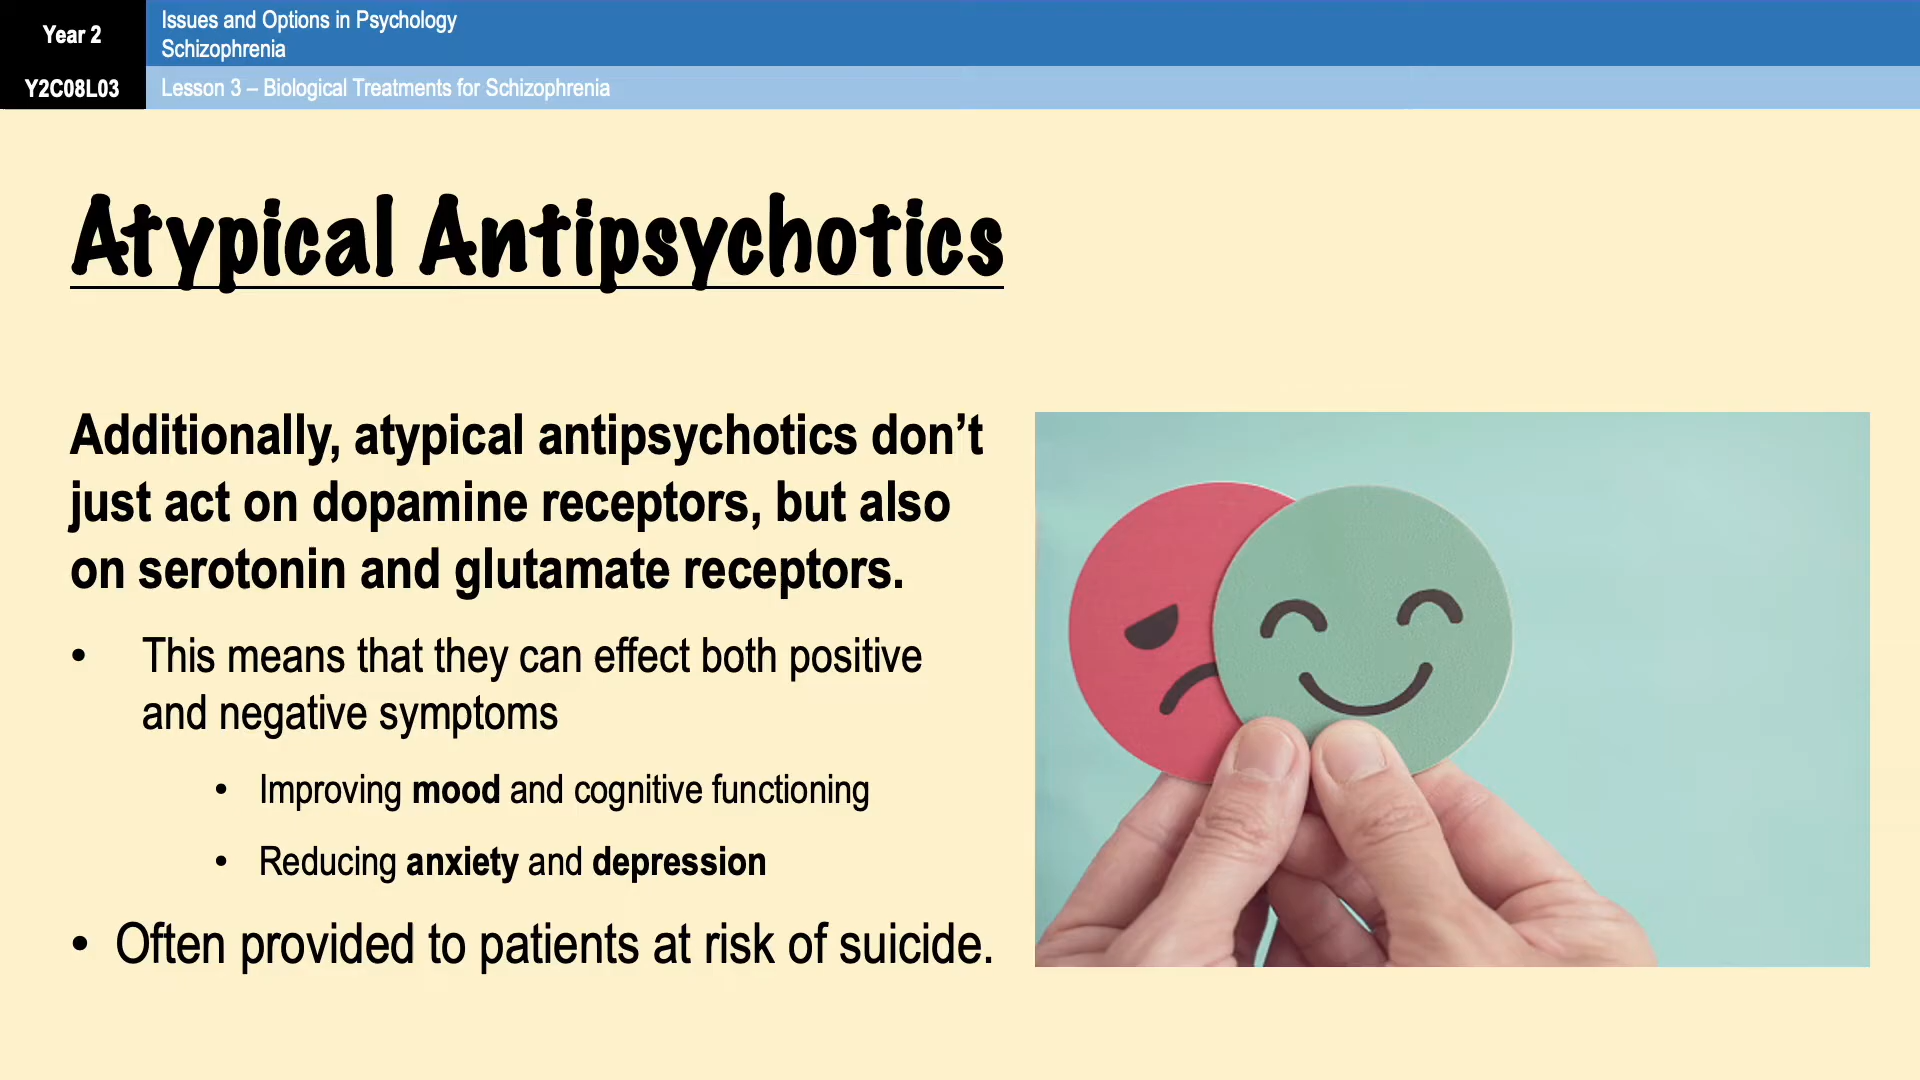 Year 2
Issues and Options in Psychology
Schizophrenia
Y2C08L03
Lesson 3 – Biological Treatments for Schizophrenia
Atypical Antipsychotics
Additionally, atypical antipsychotics don’t
just act on dopamine receptors, but also
on serotonin and glutamate receptors.
• This means that they can effect both positive
and negative symptoms
• Improving mood and cognitive functioning
• Reducing anxiety and depression
• Often provided to patients at risk of suicide.